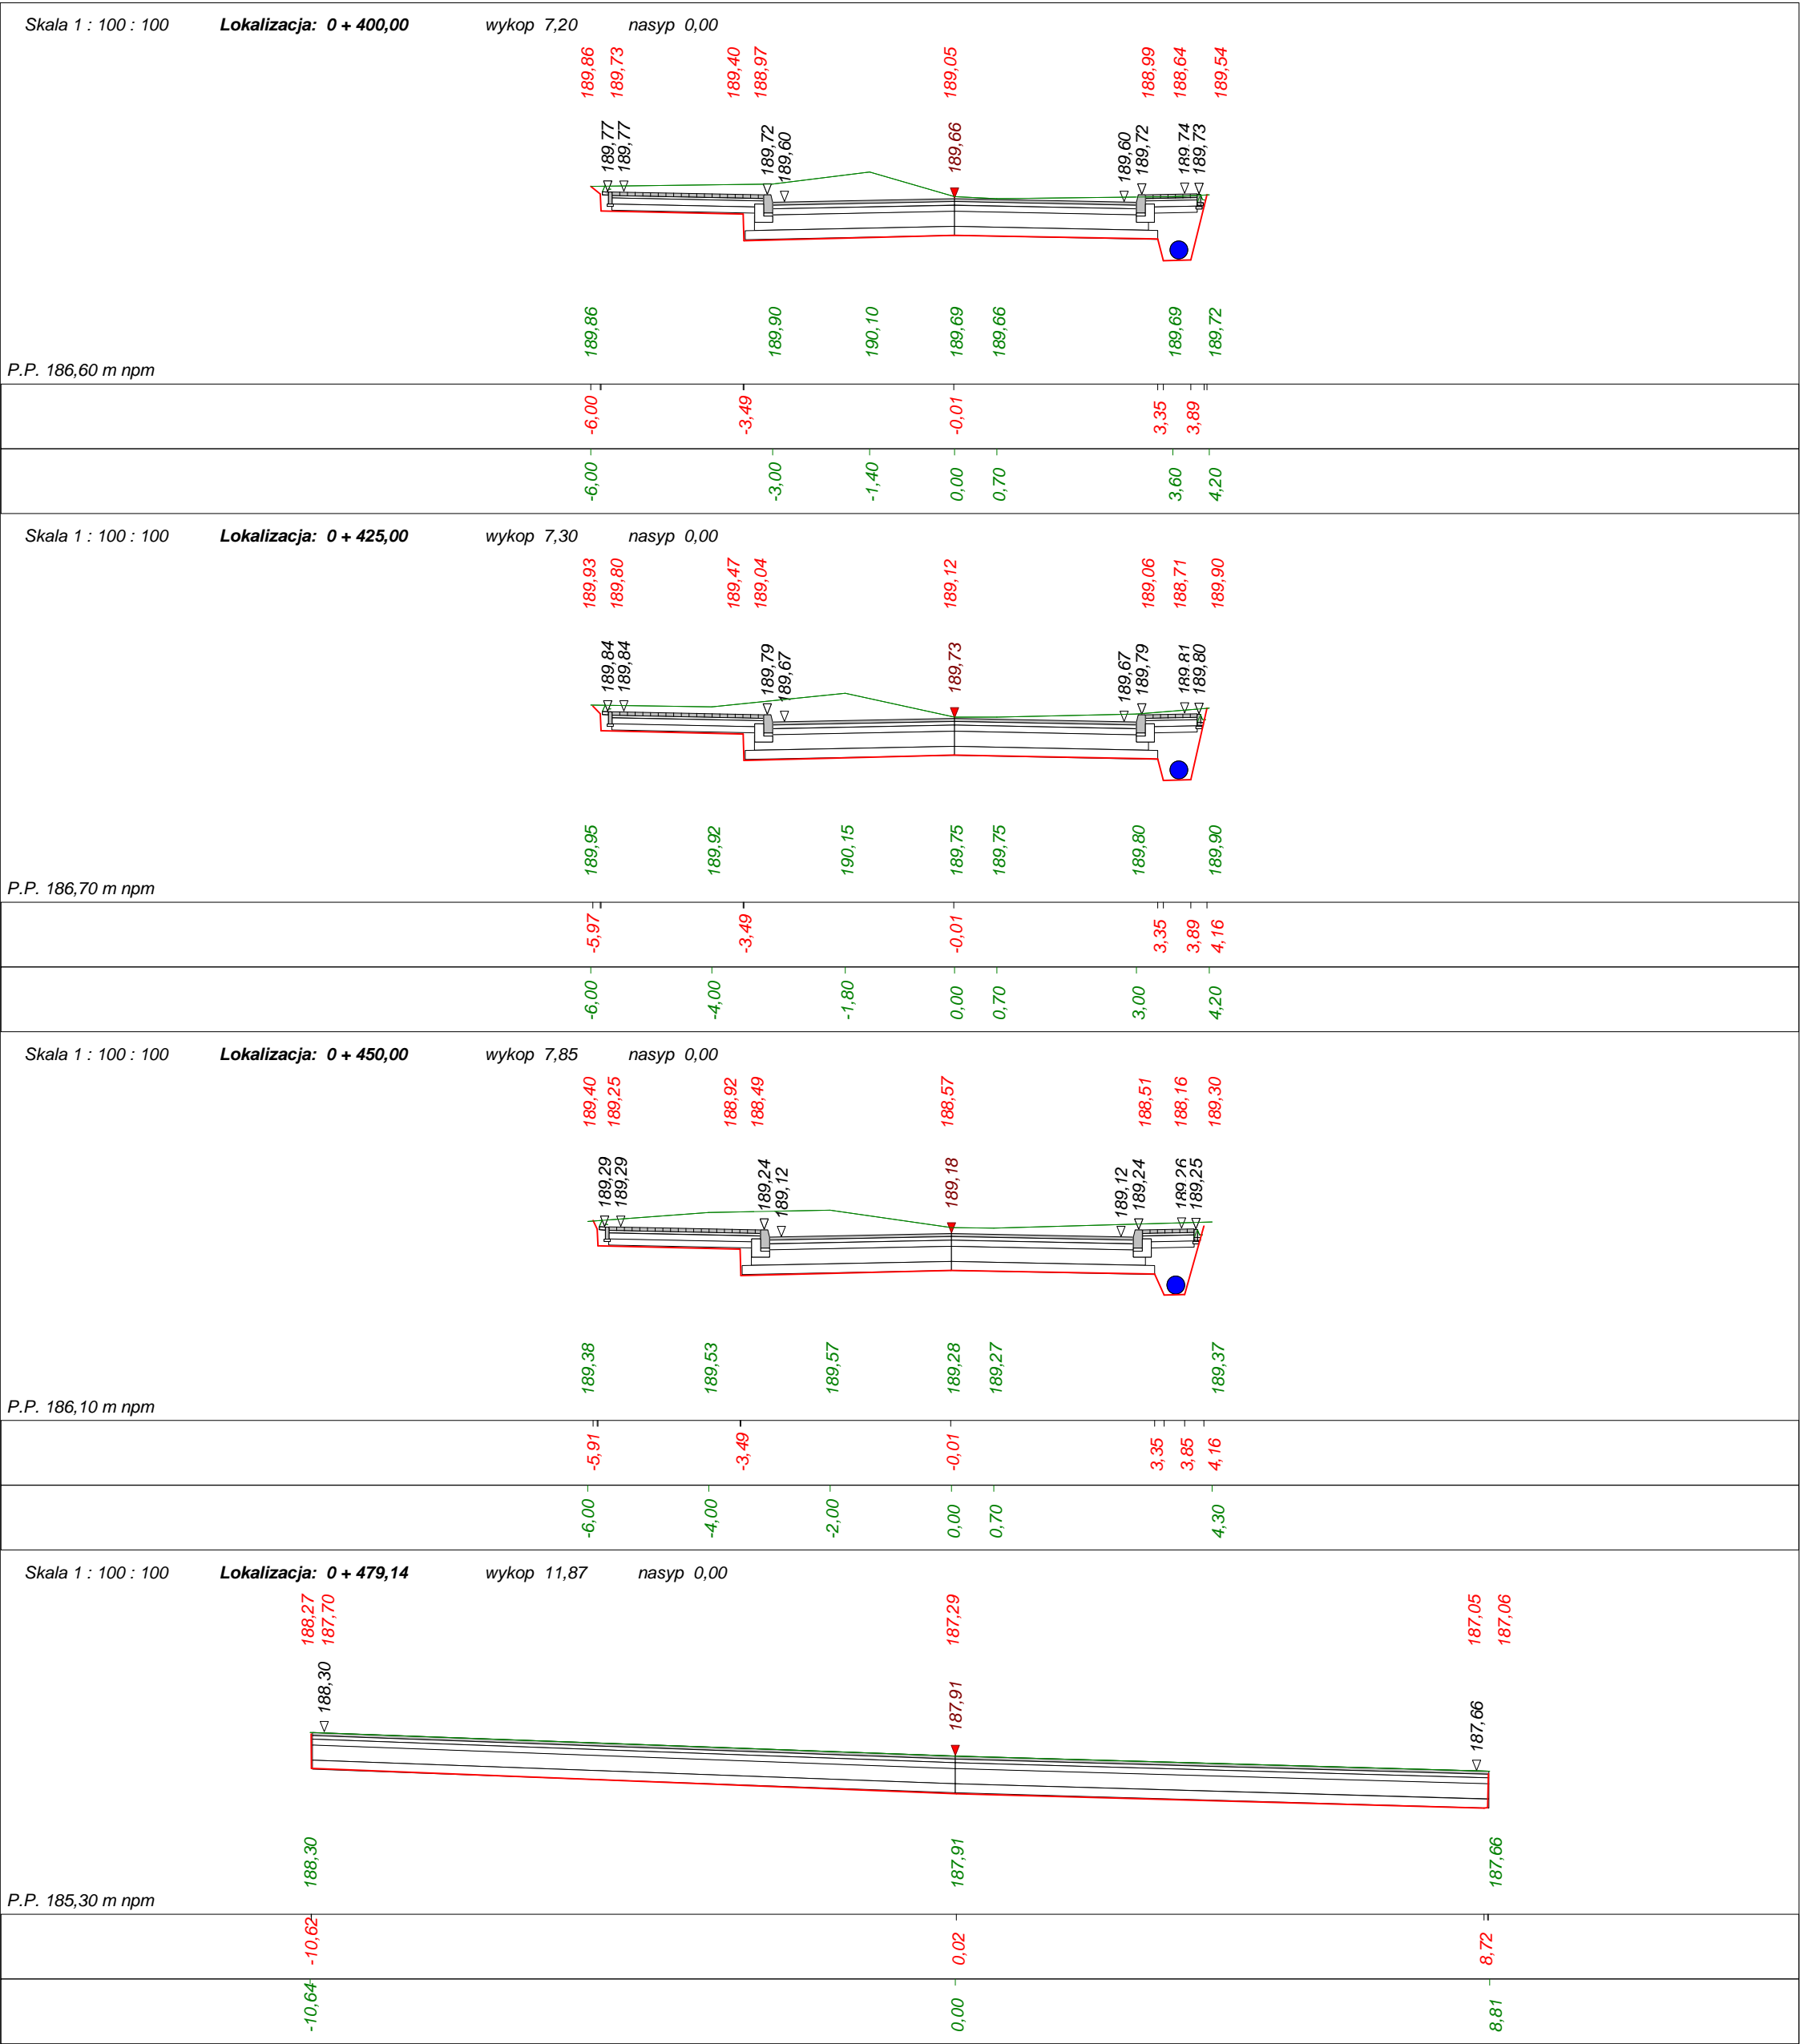 Skala 1 : 100 : 100 Lokalizacja: 0 + 400,00 wykop 7,20 nasyp 0,00
189,86 189,73 189,40 188,97 189,05 188,99 188,64 189,54
189,77 189,77 189,72 189,60 189,66 189,60 189,72 189,74 189,73
189,86 189,90 190,10 189,69 189,66 189,69 189,72
P.P. 186,60 m npm
-6,00 -3,49 -0,01 3,35 3,89
-6,00 -3,00 -1,40 0,00 0,70 3,60 4,20
Skala 1 : 100 : 100 Lokalizacja: 0 + 425,00 wykop 7,30 nasyp 0,00
189,93 189,80 189,47 189,04 189,12 189,06 188,71 189,90
189,84 189,84 189,79 189,67 189,73 189,67 189,79 189,81 189,80
189,95 189,92 190,15 189,75 189,75 189,80 189,90
P.P. 186,70 m npm
-5,97 -3,49 -0,01 3,35 3,89 4,16
-6,00 -4,00 -1,80 0,00 0,70 3,00 4,20
Skala 1 : 100 : 100 Lokalizacja: 0 + 450,00 wykop 7,85 nasyp 0,00
189,40 189,25 188,92 188,49 188,57 188,51 188,16 189,30
189,29 189,29 189,24 189,12 189,18 189,12 189,24 189,26 189,25
189,38 189,53 189,57 189,28 189,27 189,37
P.P. 186,10 m npm
-5,91 -3,49 -0,01 3,35 3,85 4,16
-6,00 -4,00 -2,00 0,00 0,70 4,30
Skala 1 : 100 : 100 Lokalizacja: 0 + 479,14 wykop 11,87 nasyp 0,00
188,27 187,70 187,29 187,05 187,06
188,30 187,91 187,66
188,30 187,91 187,66
P.P. 185,30 m npm
-10,62 0,02 8,72
-10,64 0,00 8,81